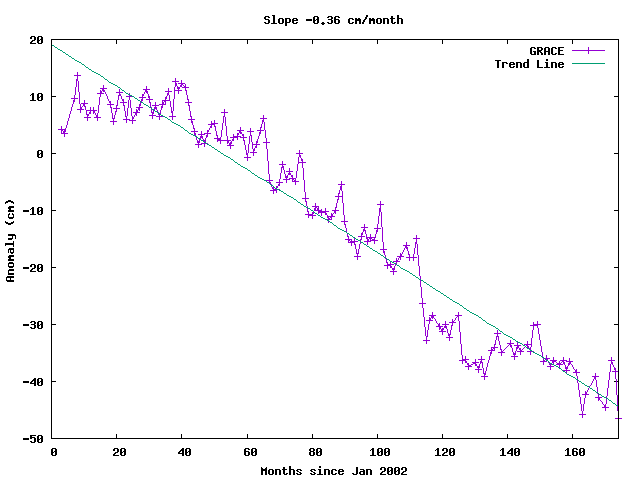 Slope -0.36 cm/month
GRACE
Trend Line
20
10
0
-10
-20
-30
-40
-50
Anomaly (cm)
0 20 40 60 80 100 120 140 160
Months since Jan 2002